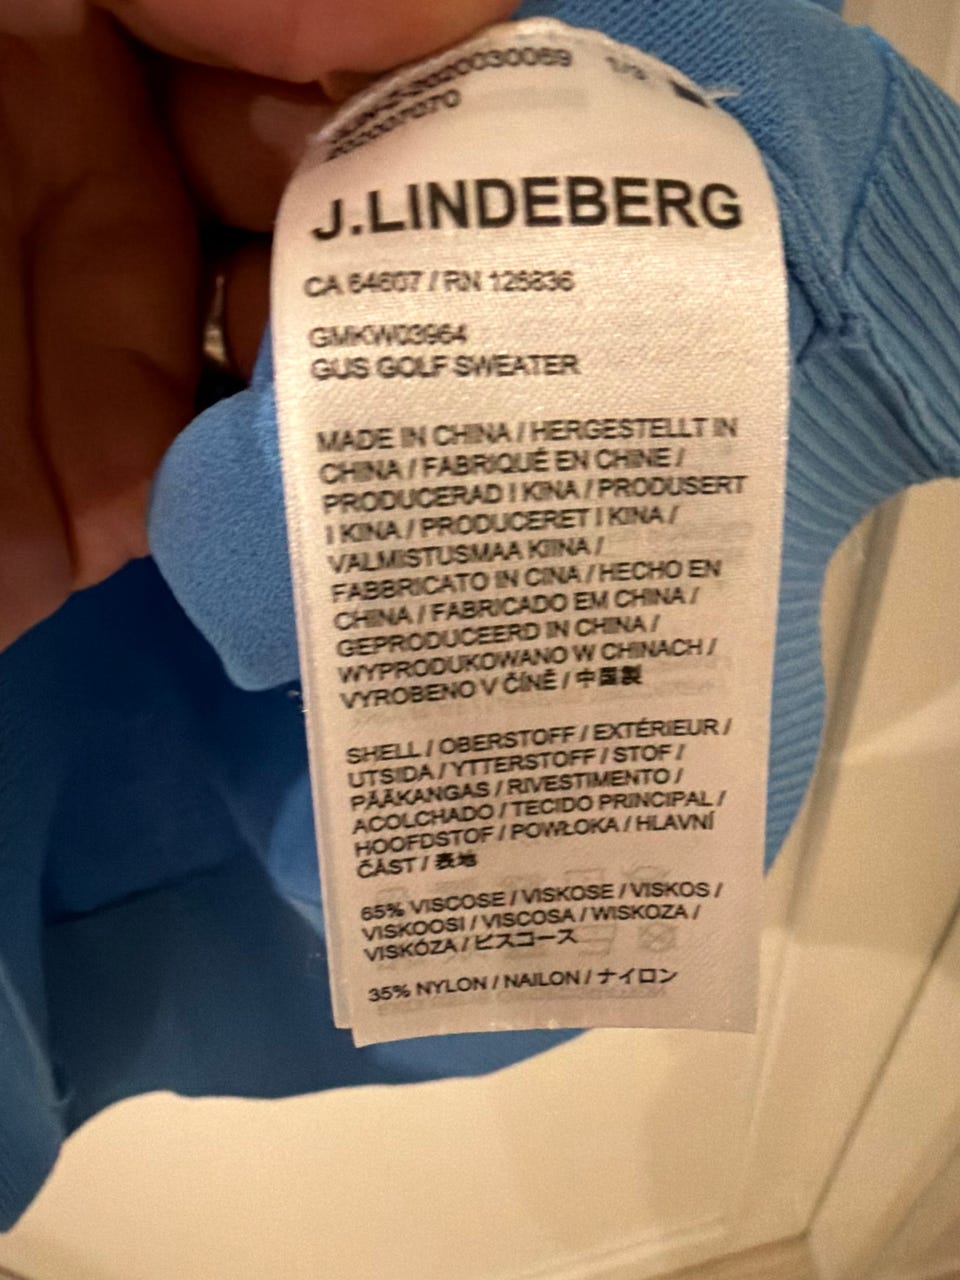 J.LINDEBERG
CA 64607 / RN 125836
GMKW03964
GUS GOLF SWEATER
MADE IN CHINA / HERGESTELLT IN
CHINA / FABRIQUÉ EN CHINE /
PRODUCERAD I KINA / PRODUSERT
I KINA / PRODUCERET I KINA /
VALMISTUSMAA KIINA /
FABBRICATO IN CINA / HECHO EN
CHINA / FABRICADO EM CHINA /
GEPRODUCEERD IN CHINA /
WYPRODUKOWANO W CHINACH /
VYROBENO V ČÍNĚ / 中国製
SHELL / OBERSTOFF / EXTÉRIEUR /
UTSIDA / YTTERSTOFF / STOF /
PÄÄKANGAS / RIVESTIMENTO /
ACOLCHADO / TECIDO PRINCIPAL /
HOOFDSTOF / POWŁOKA / HLAVNÍ
ČÁST / 表地
65% VISCOSE / VISKOSE / VISKOS /
VISKOOSI / VISCOSA / WISKOZA /
VISKÓZA / ビスコース
35% NYLON / NAILON / ナイロン